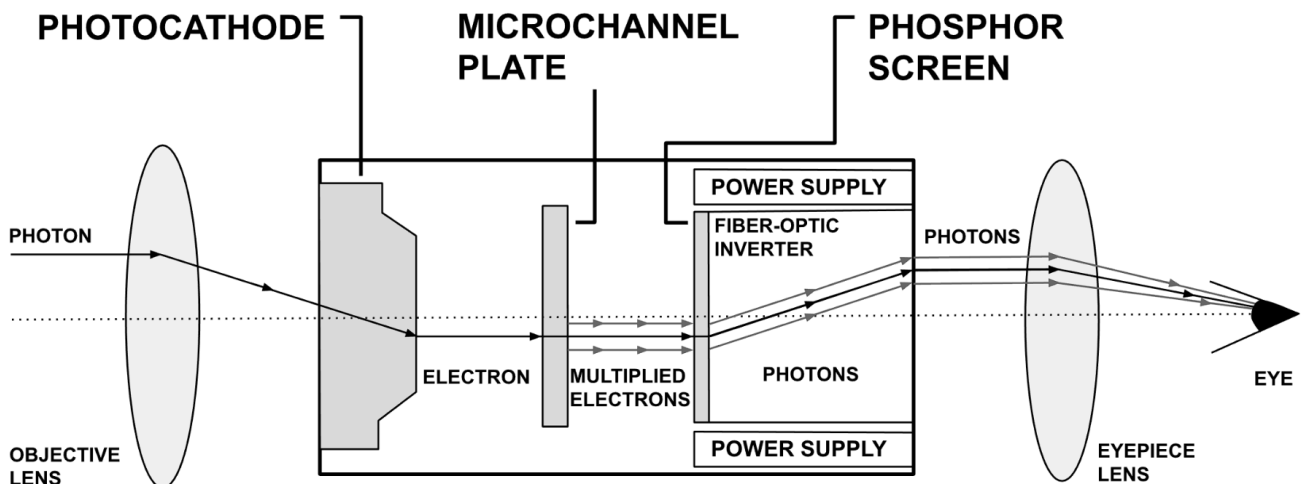 PHOTOCATHODE
MICROCHANNEL
PLATE
PHOSPHOR
SCREEN
POWER SUPPLY
PHOTON
FIBER-OPTIC
INVERTER
PHOTONS
ELECTRON
MULTIPLIED
ELECTRONS
PHOTONS
EYE
POWER SUPPLY
OBJECTIVE
LENS
EYEPIECE
LENS